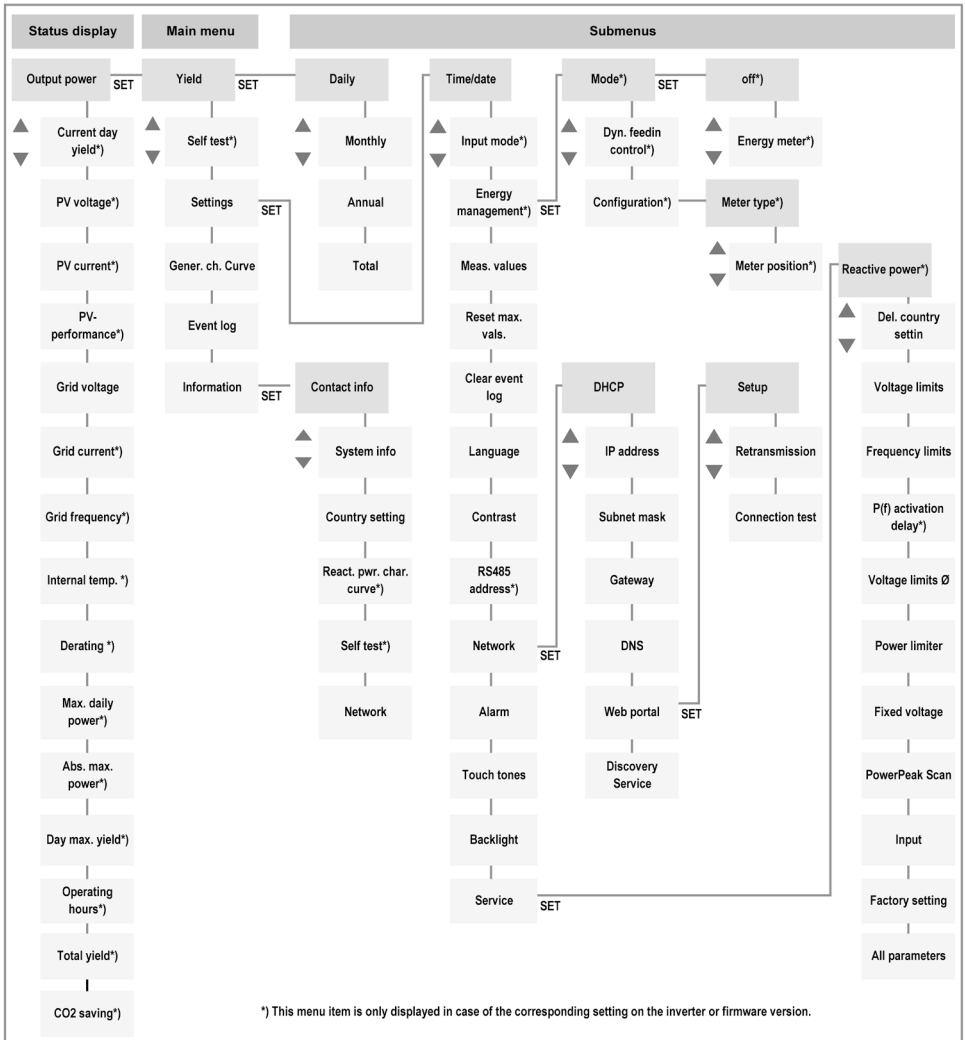 Status display
Main menu
Submenus
Output power
SET
Current day
yield*)
PV voltage*)
PV current*)
PV-
performance*)
Grid voltage
Grid current*)
Grid frequency*)
Internal temp. *)
Derating *)
Max. daily
power*)
Abs. max.
power*)
Day max. yield*)
Operating
hours*)
Total yield*)
CO2 saving*)
Yield
SET
Self test*)
Settings
SET
Gener. ch. Curve
Event log
Information
SET
Daily
Monthly
Annual
Total
Contact info
System info
Country setting
React. pwr. char.
curve*)
Self test*)
Network
Time/date
Input mode*)
Energy
management*)
SET
Meas. values
Reset max.
vals.
Clear event
log
Language
Contrast
RS485
address*)
Network
SET
Alarm
Touch tones
Backlight
Service
SET
Mode*)
SET
Dyn. feedin
control*)
Configuration*)
off*)
Energy meter*)
Meter type*)
Meter position*)
DHCP
IP address
Subnet mask
Gateway
DNS
Web portal
SET
Discovery
Service
Setup
Retransmission
Connection test
Reactive power*)
Del. country
settin
Voltage limits
Frequency limits
P(f) activation
delay*)
Voltage limits Ø
Power limiter
Fixed voltage
PowerPeak Scan
Input
Factory setting
All parameters
*) This menu item is only displayed in case of the corresponding setting on the inverter or firmware version.